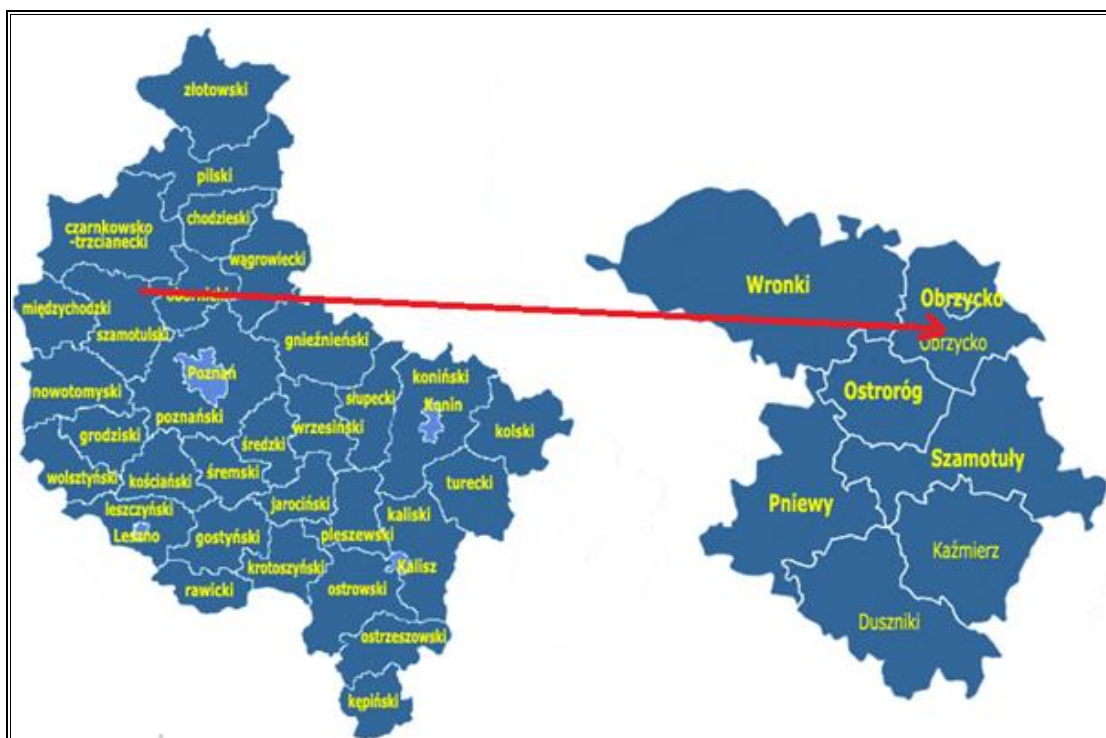 złotowski
pilski
chodzieski
czarnkowsko
-trzcianecki
wągrowiecki
obornicki
międzychodzki
szamotulski
gnieźnieński
Poznań
nowotomyski
poznański
słupecki
koniński
Konin
kolski
grodziski
średzki
wrzesiński
wolsztyński
kościański
śremski
turecki
jarociński
leszczyński
Leszno
gostyński
pleszewski
kaliski
krotoszyński
Kalisz
rawicki
ostrowski
ostrzeszowski
kępiński
Wronki
Obrzycko
Obrzycko
Ostroróg
Szamotuły
Pniewy
Kaźmierz
Duszniki